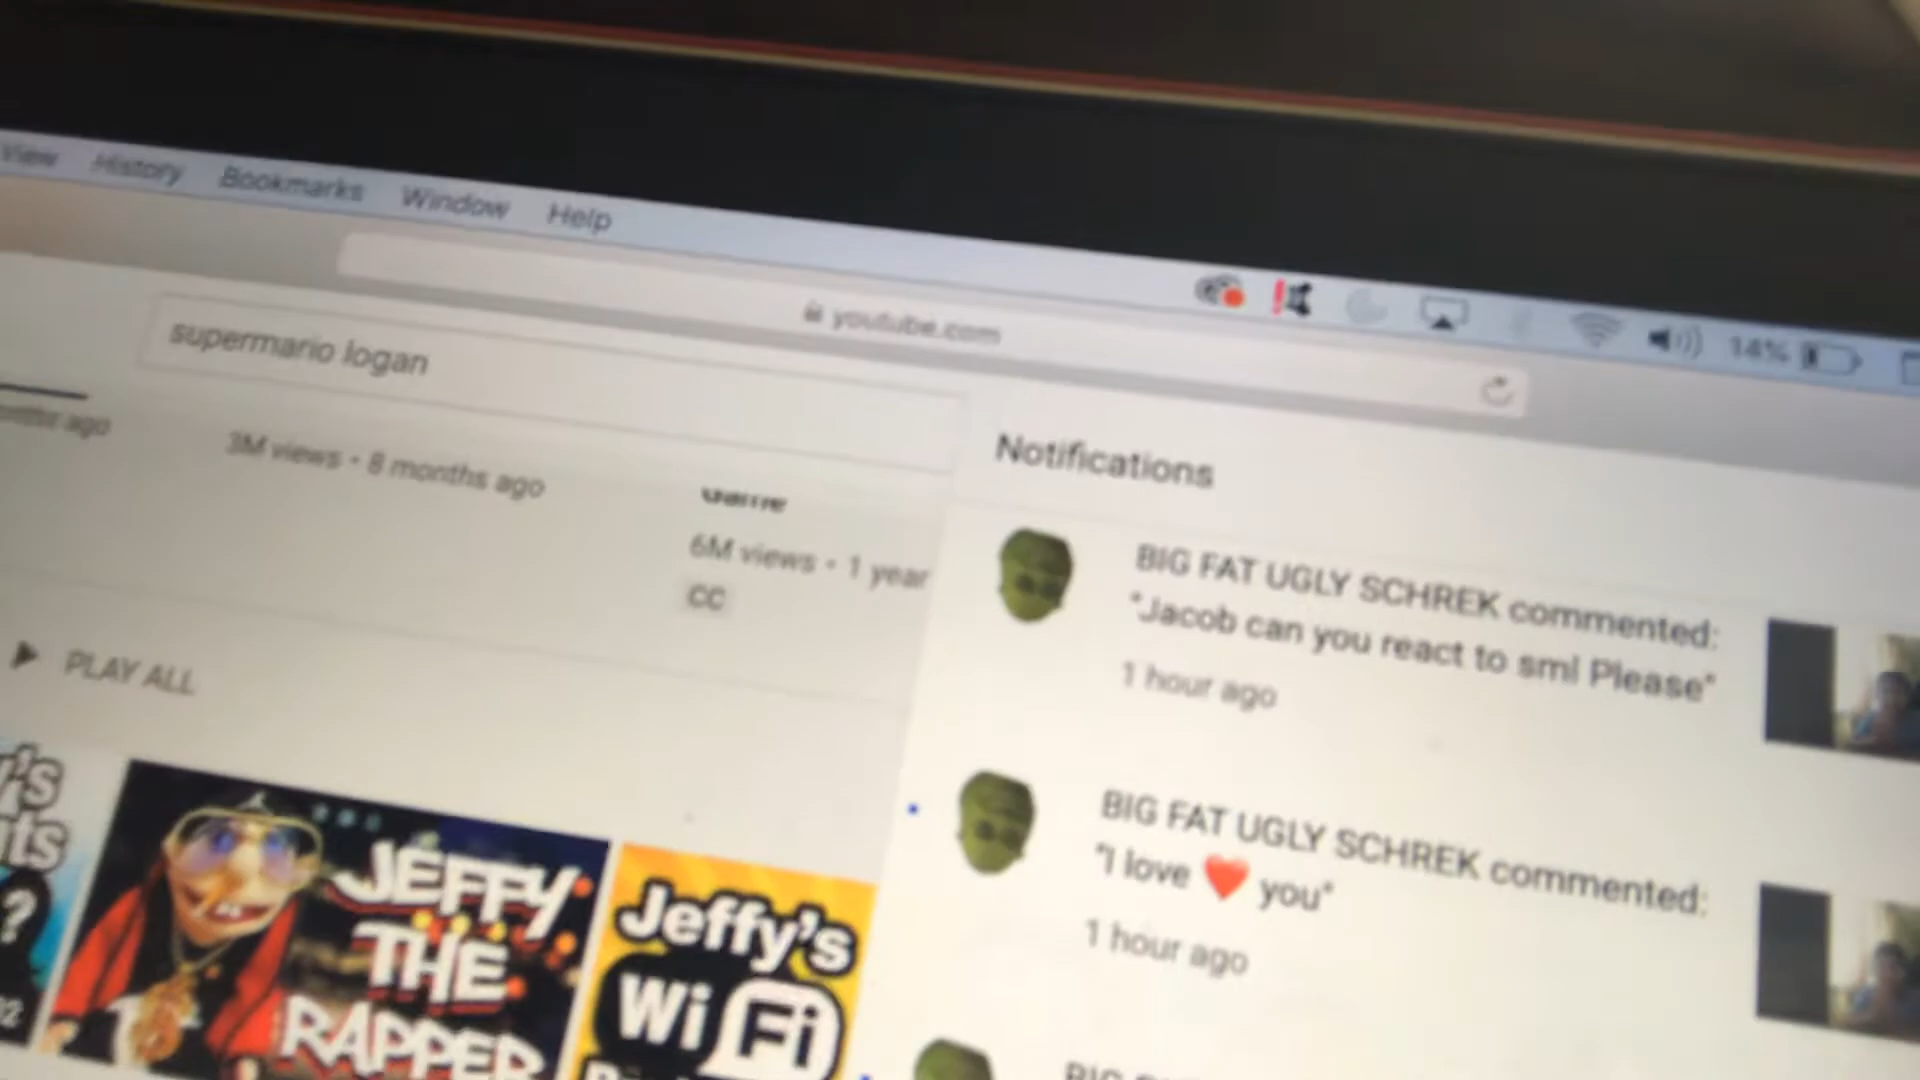 View History Bookmarks Window Help
14%
youtube.com
supermario logan
ago
3M views • 8 months ago
6M views • 1 year
CC
PLAY ALL
JEFFY
THE
RAPPER
Jeffy's
Wi Fi
?
Notifications
BIG FAT UGLY SCHREK commented:
"Jacob can you react to sml Please"
1 hour ago
BIG FAT UGLY SCHREK commented:
"I love ❤️ you"
1 hour ago
BIG